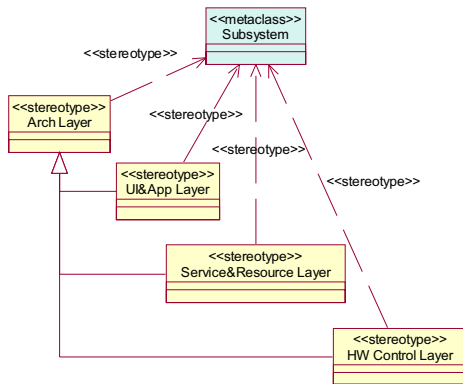 <<metaclass>>
Subsystem
<<stereotype>>
<<stereotype>>
Arch Layer
<<stereotype>>
<<stereotype>>
<<stereotype>>
UI&App Layer
<<stereotype>>
<<stereotype>>
Service&Resource Layer
<<stereotype>>
HW Control Layer